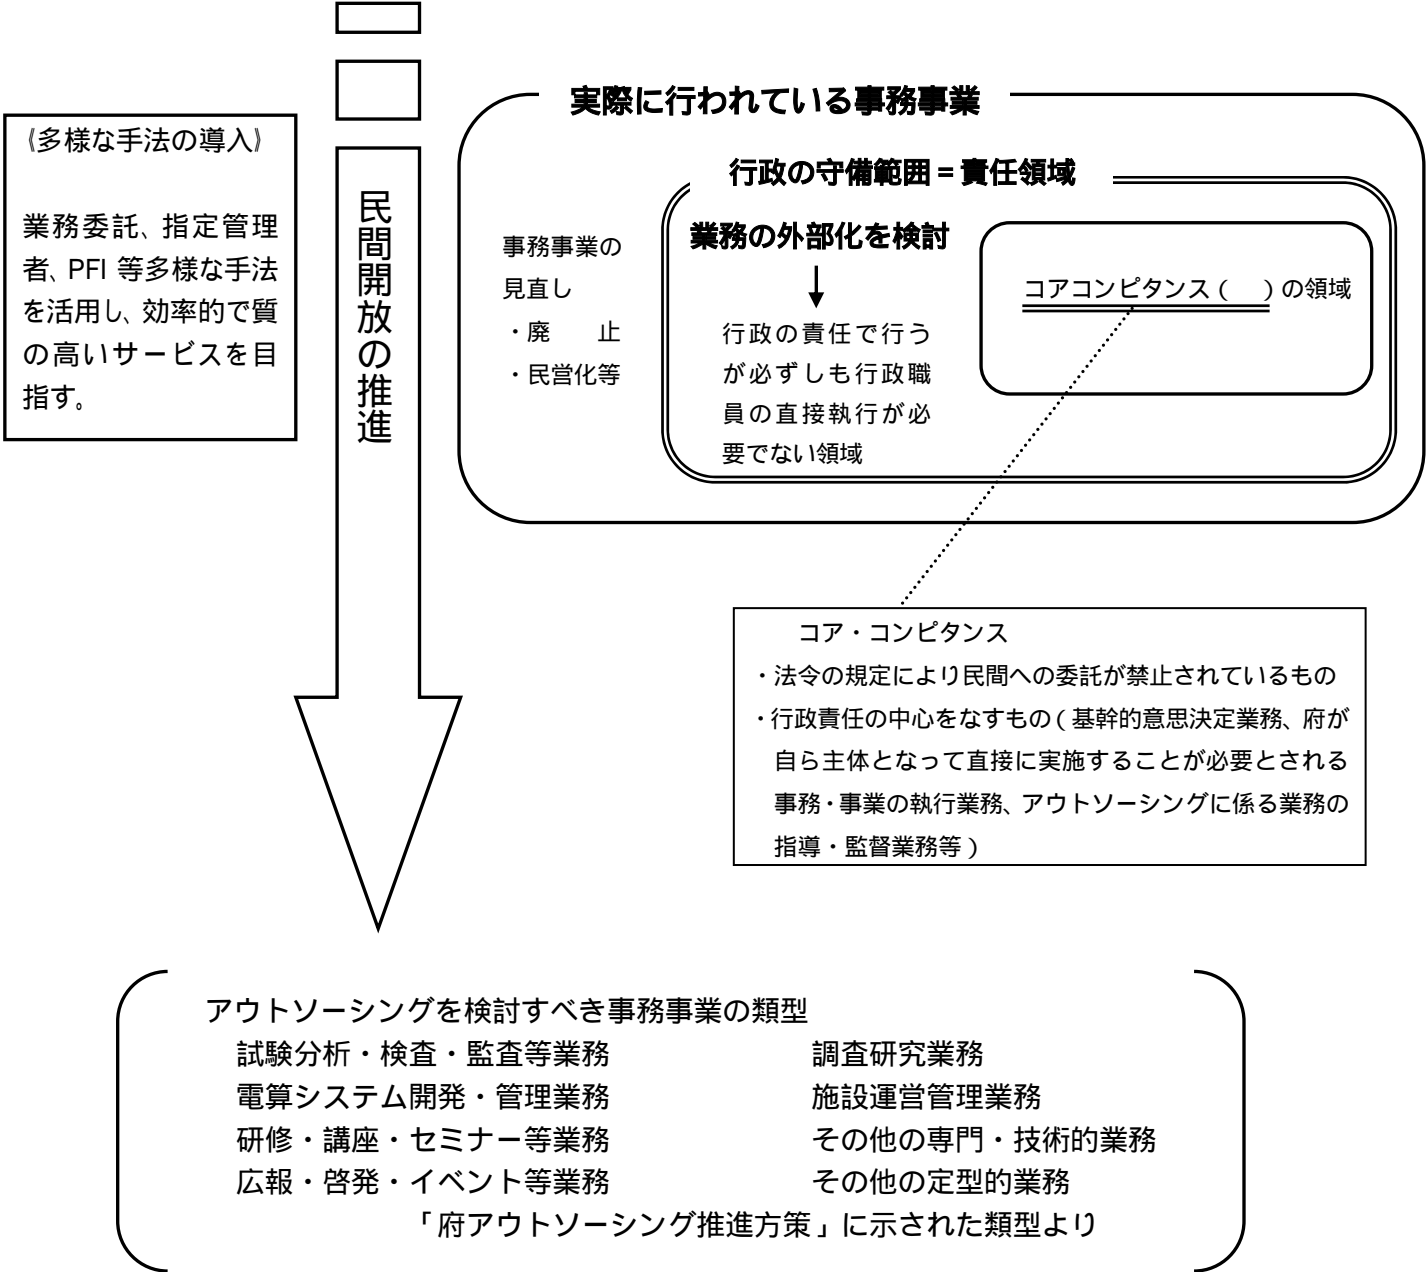 《多様な手法の導入》
業務委託、指定管理
者、PFI 等多様な手法
を活用し、効率的で質
の高いサービスを目
指す。
民間開放の推進
実際に行われている事務事業
行政の守備範囲=責任領域
事務事業の
見直し
・廃　止
・民営化等
業務の外部化を検討
行政の責任で行う
が必ずしも行政職
員の直接執行が必
要でない領域
コアコンピタンス(　)の領域
コア・コンピタンス
・法令の規定により民間への委託が禁止されているもの
・行政責任の中心をなすもの(基幹的意思決定業務、府が
自ら主体となって直接に実施することが必要とされる
事務・事業の執行業務、アウトソーシングに係る業務の
指導・監督業務等)
アウトソーシングを検討すべき事務事業の類型
試験分析・検査・監査等業務　調査研究業務
電算システム開発・管理業務　施設運営管理業務
研修・講座・セミナー等業務　その他の専門・技術的業務
広報・啓発・イベント等業務　その他の定型的業務
「府アウトソーシング推進方策」に示された類型より